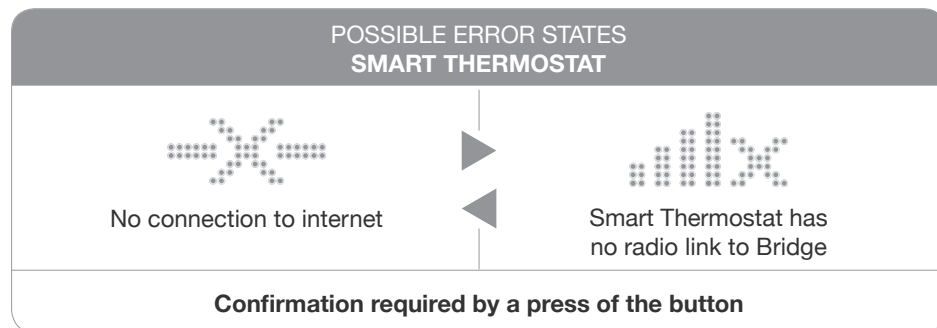 POSSIBLE ERROR STATES
SMART THERMOSTAT
No connection to internet
Smart Thermostat has
no radio link to Bridge
Confirmation required by a press of the button